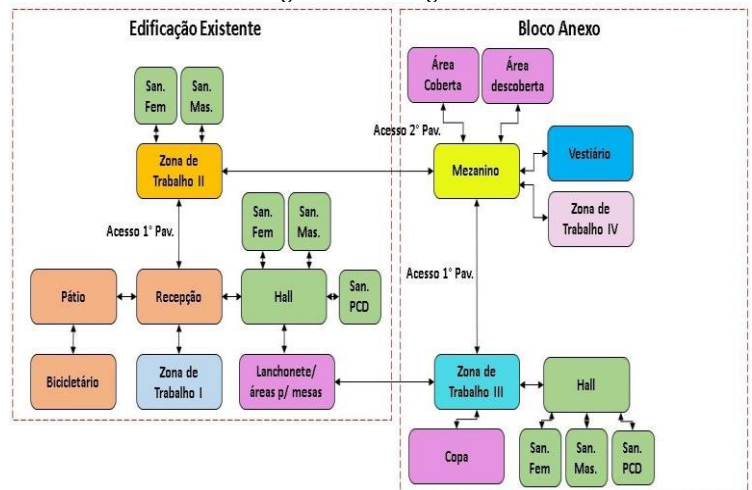 Edificação Existente
San.
Fem
San.
Mas.
Zona de
Trabalho II
Acesso 1° Pav.
San.
Fem
San.
Mas.
Pátio
Recepção
Hall
San.
PCD
Bicicletário
Zona de
Trabalho I
Lanchonete/
áreas p/ mesas
Bloco Anexo
Área
Coberta
Área
descoberta
Acesso 2° Pav.
Mezanino
Vestiário
Zona de
Trabalho IV
Acesso 1° Pav.
Zona de
Trabalho III
Hall
Copa
San.
Fem
San.
Mas.
San.
PCD